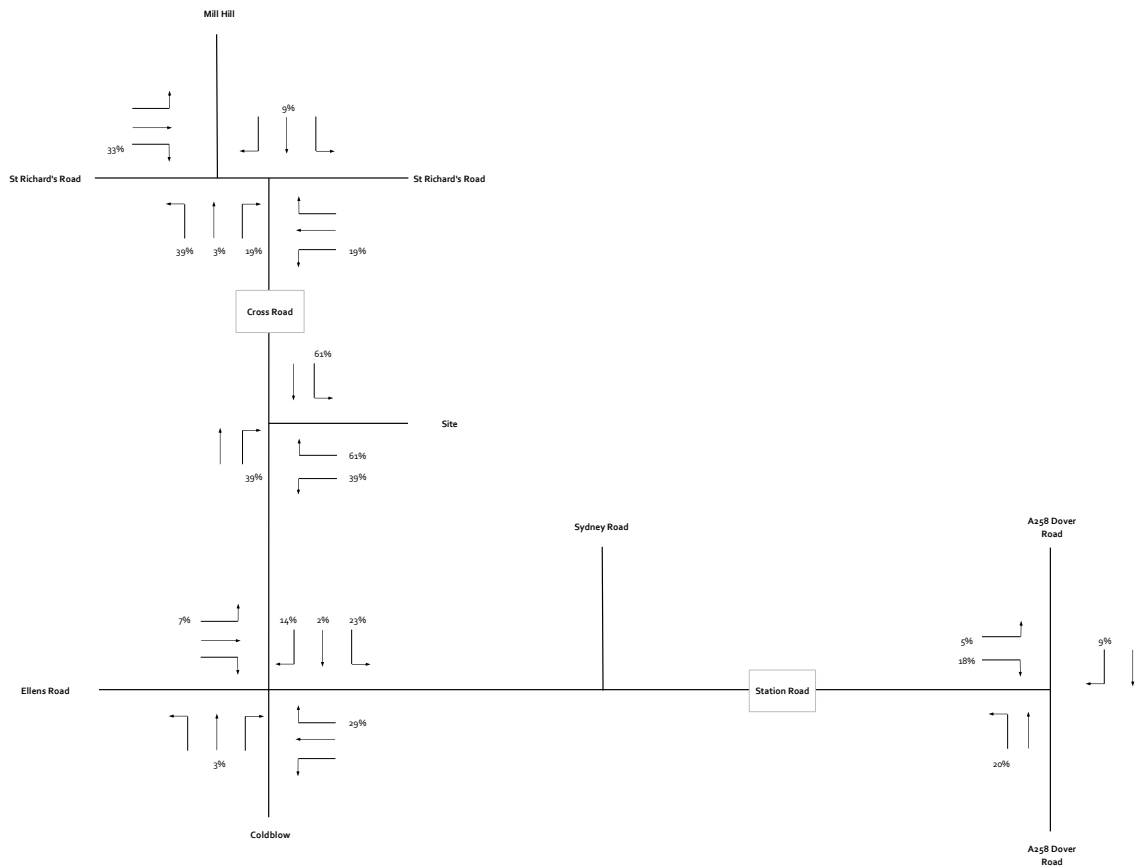 Mill Hill
9%
33%
St Richard's Road
St Richard's Road
39%
3%
19%
19%
Cross Road
61%
Site
61%
39%
39%
Sydney Road
A258 Dover
Road
7%
14%
2%
23%
5%
9%
18%
Ellens Road
Station Road
29%
3%
20%
Coldblow
A258 Dover
Road